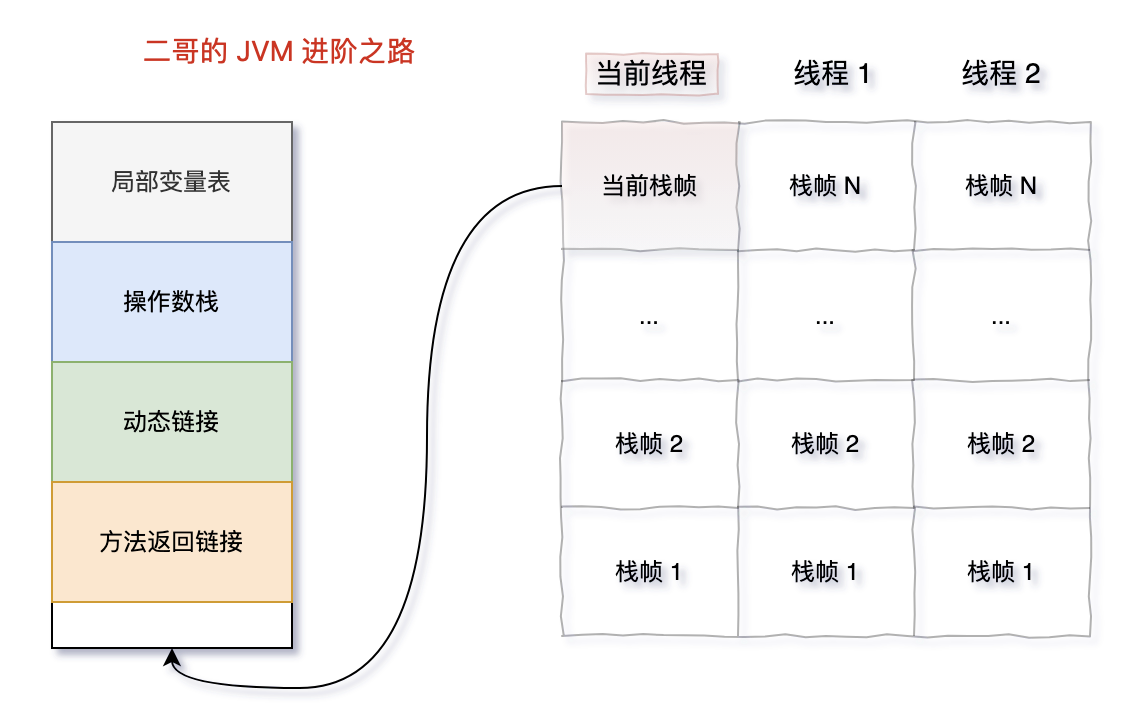 二哥的 JVM 进阶之路
局部变量表
操作数栈
动态链接
方法返回链接
当前线程 线程 1 线程 2
当前栈帧 栈帧 N 栈帧 N
... ... ...
栈帧 2 栈帧 2 栈帧 2
栈帧 1 栈帧 1 栈帧 1